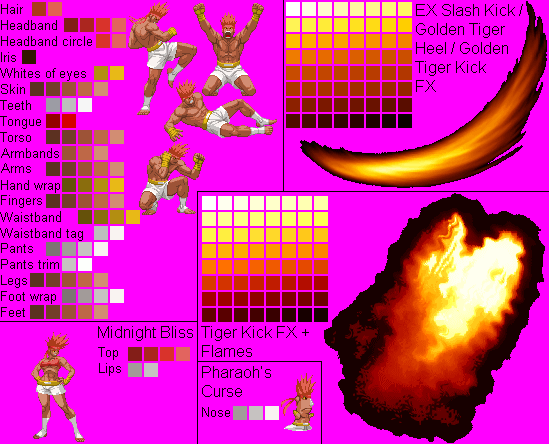 Hair
Headband
Headband circle
Iris
Whites of eyes
Skin
Teeth
Tongue
Torso
Armbands
Arms
Hand wrap
Fingers
Waistband
Waistband tag
Pants
Pants trim
Legs
Foot wrap
Feet
EX Slash Kick /
Golden Tiger
Heel / Golden
Tiger Kick
FX
Midnight Bliss
Top
Lips
Tiger Kick FX +
Flames
Pharaoh's
Curse
Nose